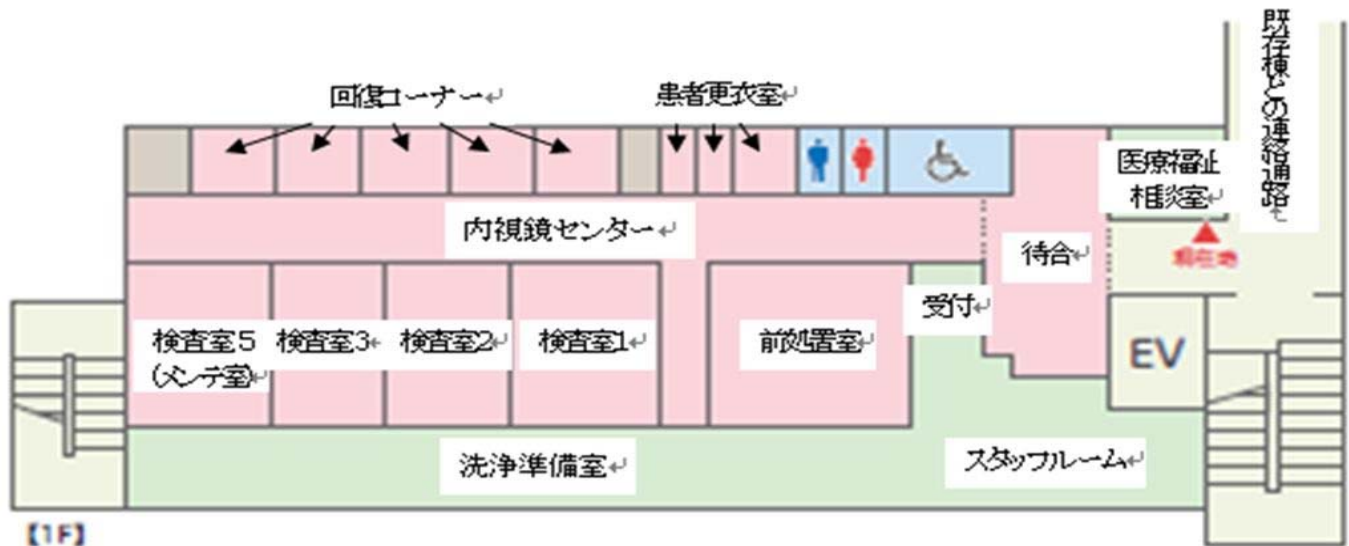 既存棟との連絡通路
回復コーナー
患者更衣室
医療福祉
相談室
現在地
内視鏡センター
待合
受付
検査室5
(メンテ室)
検査室3
検査室2
検査室1
前処置室
EV
洗浄準備室
スタッフルーム
【1F】